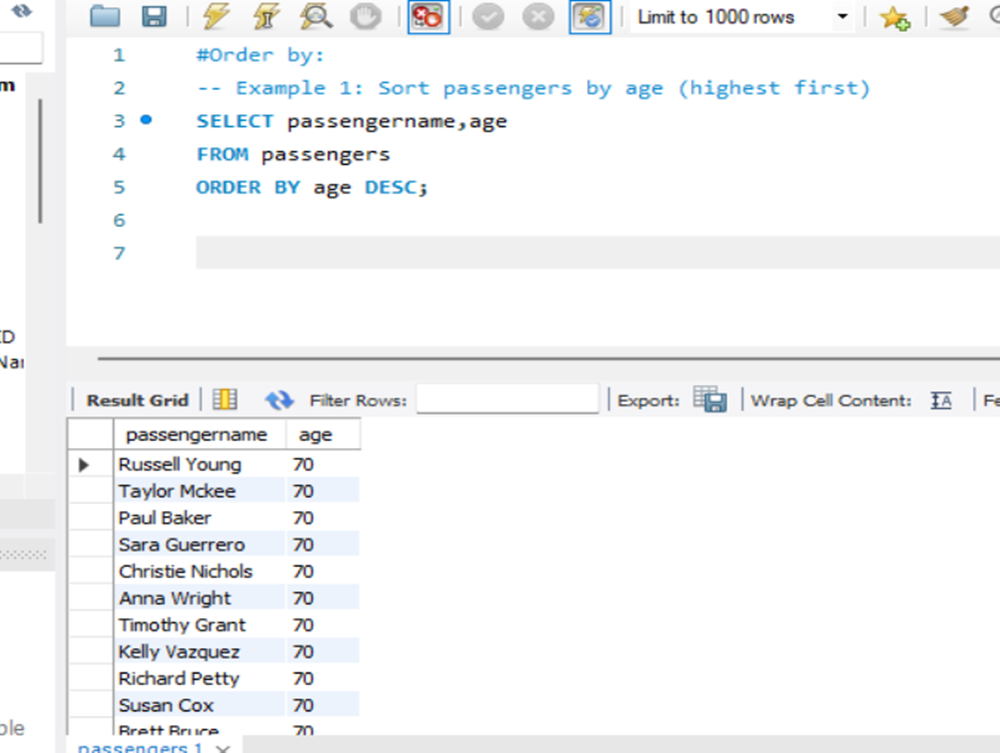 Limit to 1000 rows
m
1 #Order by:
2 -- Example 1: Sort passengers by age (highest first)
3 SELECT passengername,age
4 FROM passengers
5 ORDER BY age DESC;
6
7
Result Grid Filter Rows: Export: Wrap Cell Content: Fe
passengername age
Russell Young 70
Taylor Mckee 70
Paul Baker 70
Sara Guerrero 70
Christie Nichols 70
Anna Wright 70
Timothy Grant 70
Kelly Vazquez 70
Richard Petty 70
Susan Cox 70
Brett Bruce 70
passengers 1